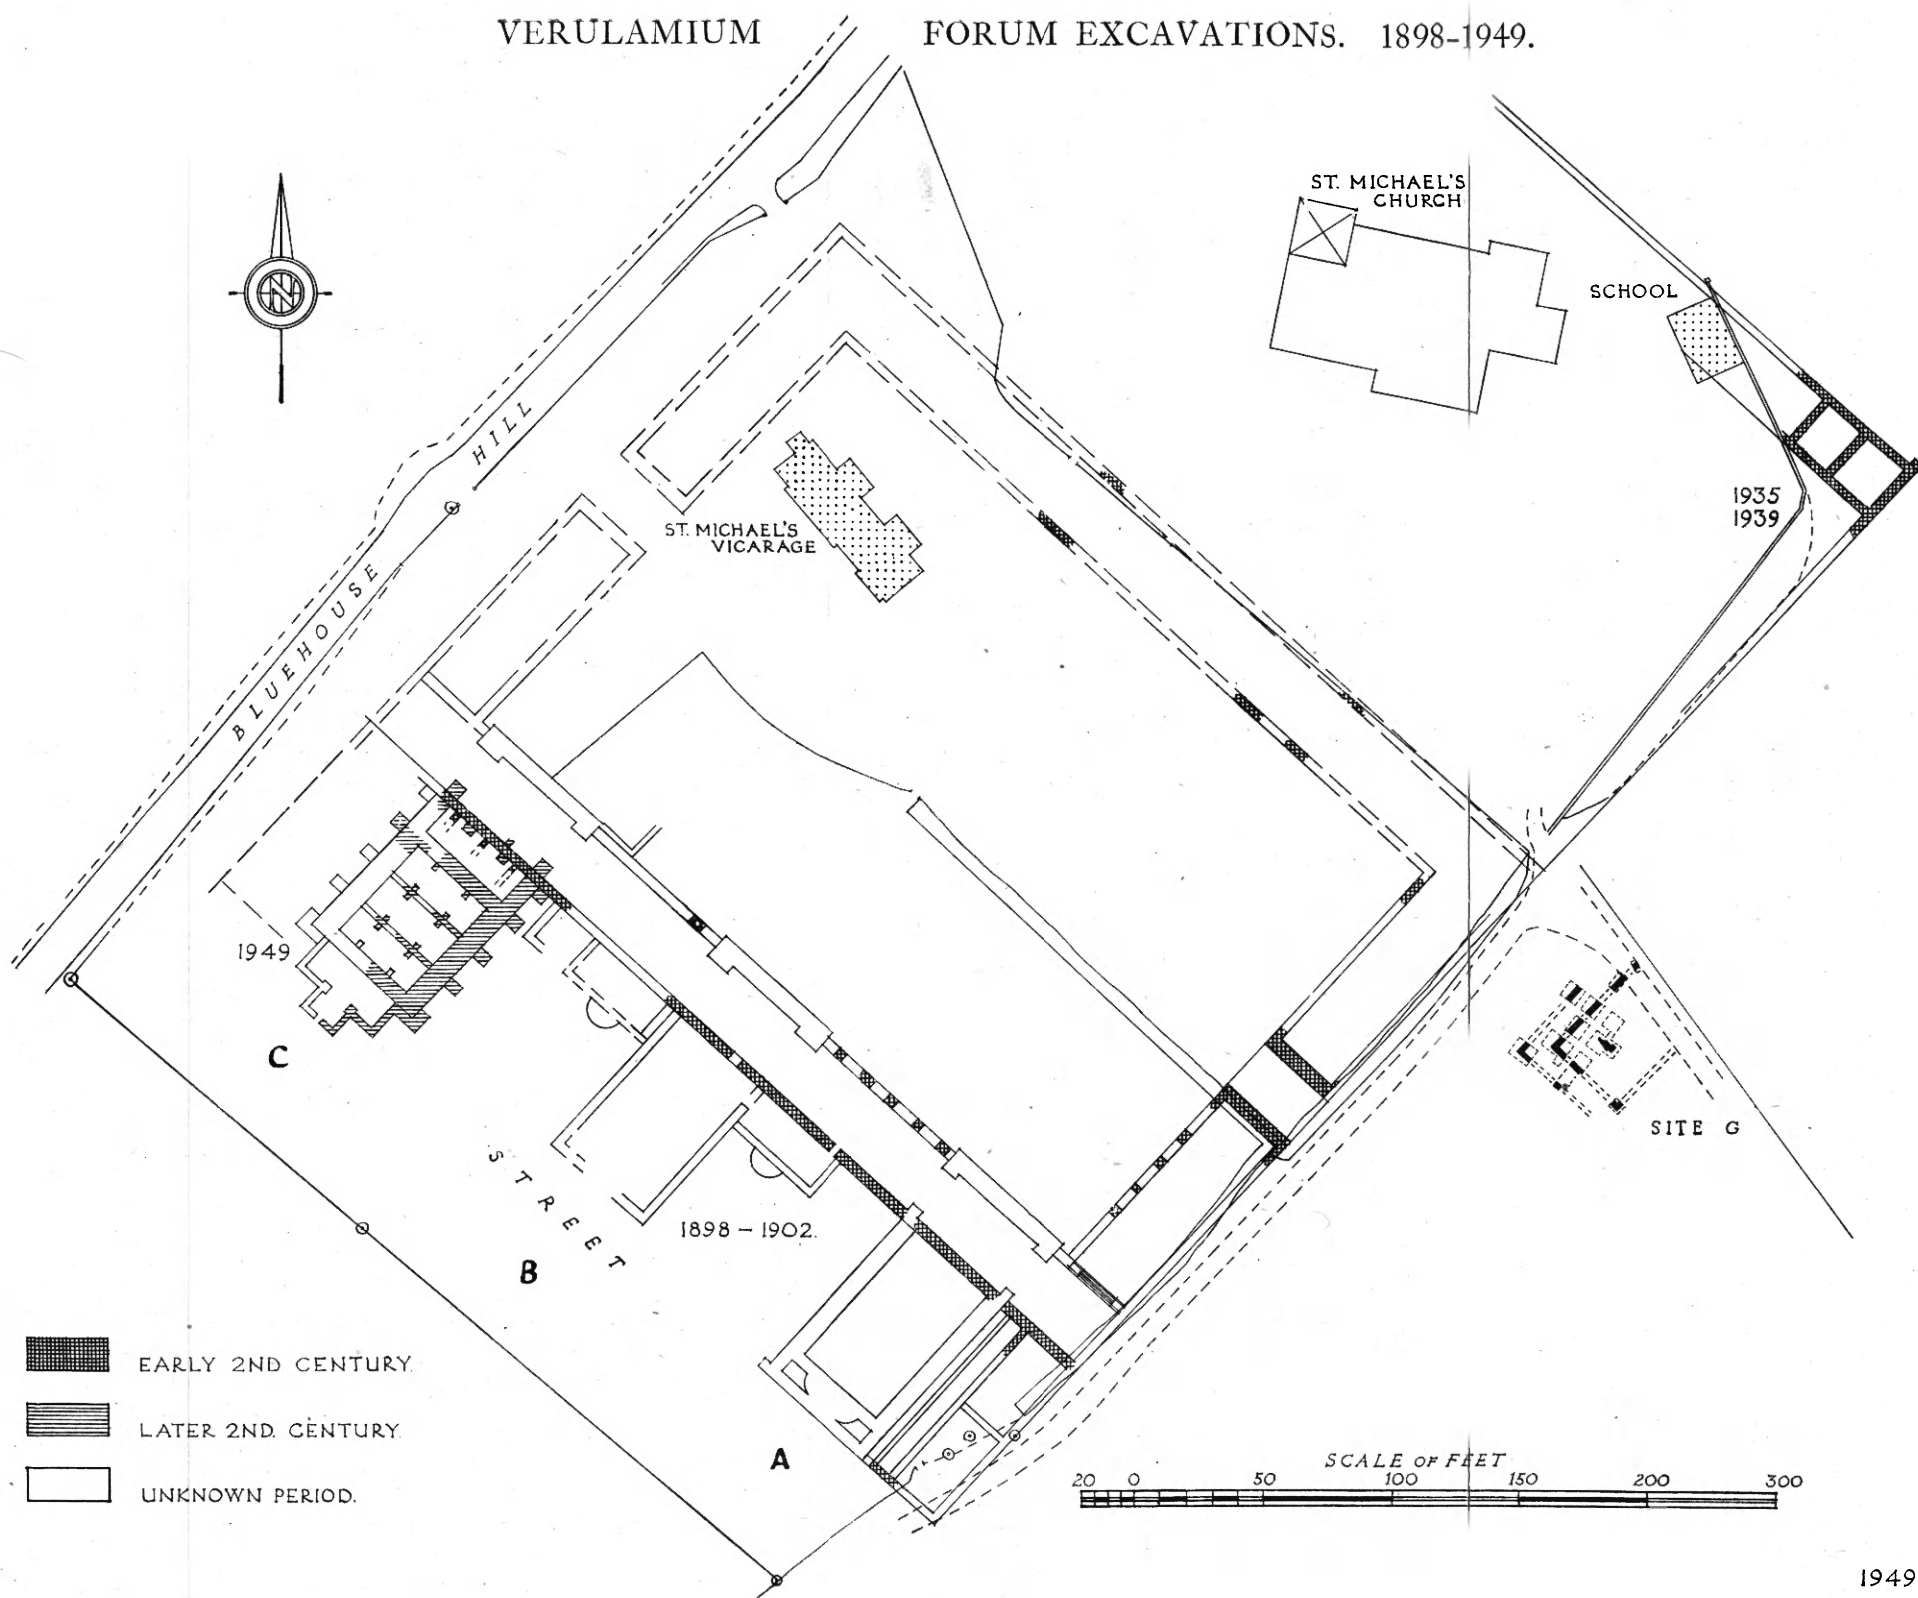 VERULAMIUM FORUM EXCAVATIONS. 1898-1949.
ST. MICHAEL'S
CHURCH
SCHOOL
N
HILL
1935
1939
ST. MICHAEL'S
VICARAGE
BLUEHOUSE
1949
C
SITE G
STREET
1898 – 1902.
B
A
EARLY 2ND CENTURY.
LATER 2ND. CENTURY.
UNKNOWN PERIOD.
SCALE OF FEET
20 0 50 100 150 200 300
1949